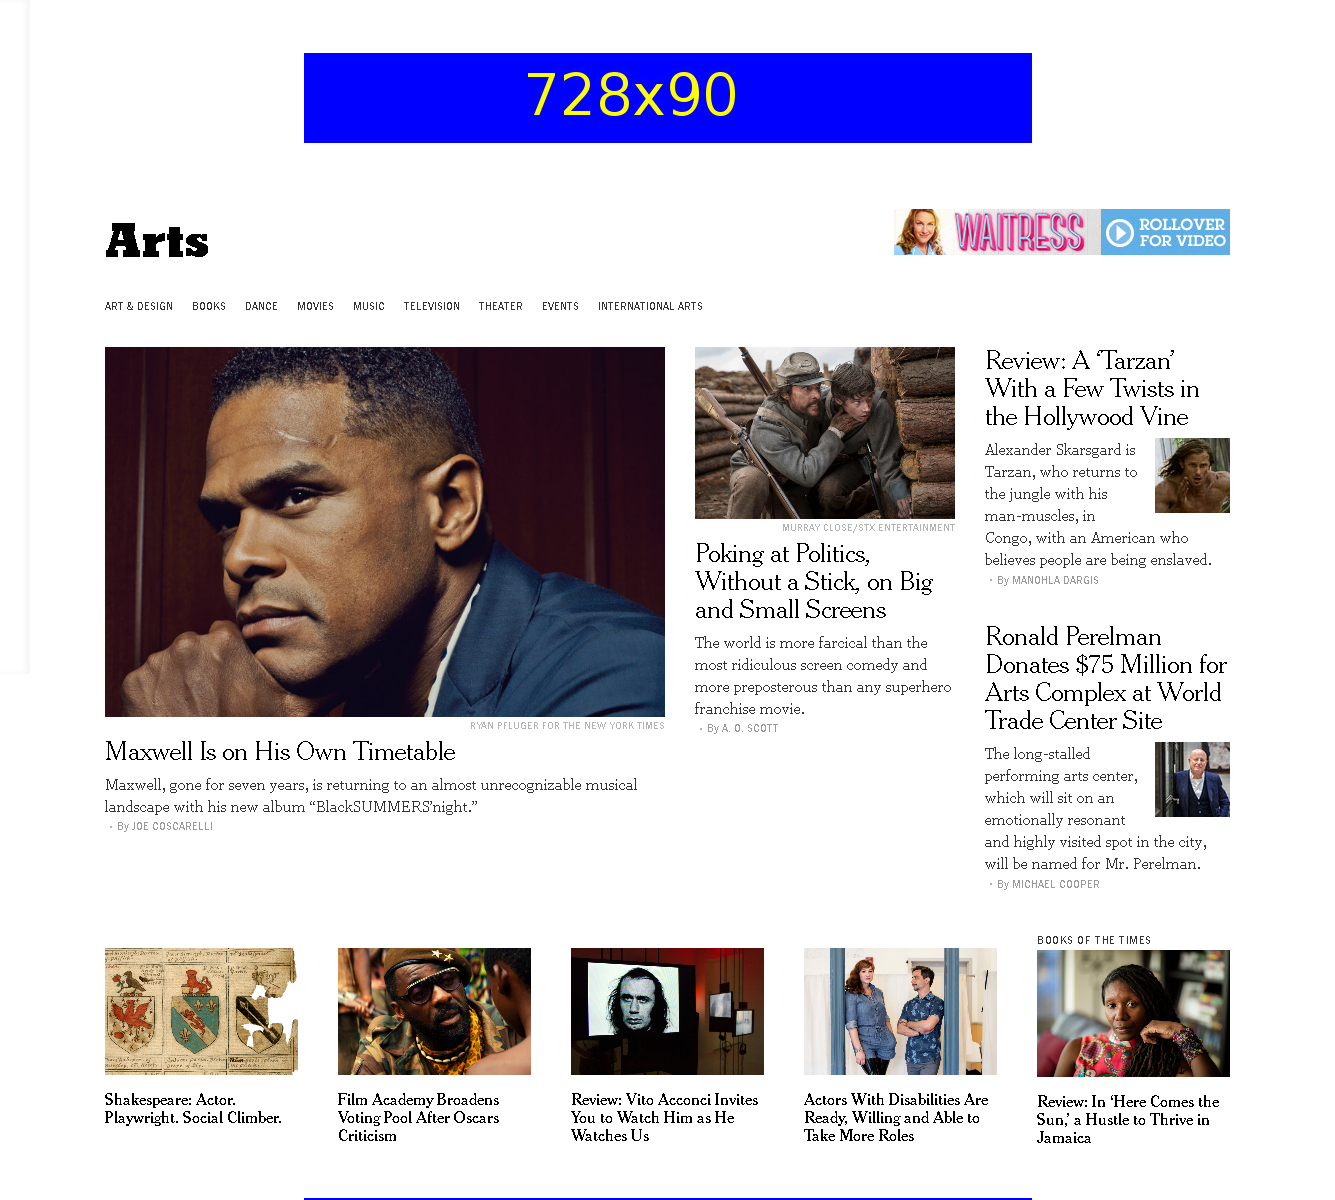 728x90
Arts
WAITRESS
ROLLOVER
FOR VIDEO
ART & DESIGN BOOKS DANCE MOVIES MUSIC TELEVISION THEATER EVENTS INTERNATIONAL ARTS
RYAN PFLUGER FOR THE NEW YORK TIMES
Maxwell Is on His Own Timetable
Maxwell, gone for seven years, is returning to an almost unrecognizable musical
landscape with his new album “BlackSUMMERS’night.”
• By JOE COSCARELLI
MURRAY CLOSE/STX ENTERTAINMENT
Poking at Politics,
Without a Stick, on Big
and Small Screens
The world is more farcical than the
most ridiculous screen comedy and
more preposterous than any superhero
franchise movie.
• By A. O. SCOTT
Review: A ‘Tarzan’
With a Few Twists in
the Hollywood Vine
Alexander Skarsgard is
Tarzan, who returns to
the jungle with his
man-muscles, in
Congo, with an American who
believes people are being enslaved.
• By MANOHLA DARGIS
Ronald Perelman
Donates $75 Million for
Arts Complex at World
Trade Center Site
The long-stalled
performing arts center,
which will sit on an
emotionally resonant
and highly visited spot in the city,
will be named for Mr. Perelman.
• By MICHAEL COOPER
Shakespeare: Actor.
Playwright. Social Climber.
Film Academy Broadens
Voting Pool After Oscars
Criticism
Review: Vito Acconci Invites
You to Watch Him as He
Watches Us
Actors With Disabilities Are
Ready, Willing and Able to
Take More Roles
BOOKS OF THE TIMES
Review: In ‘Here Comes the
Sun,’ a Hustle to Thrive in
Jamaica